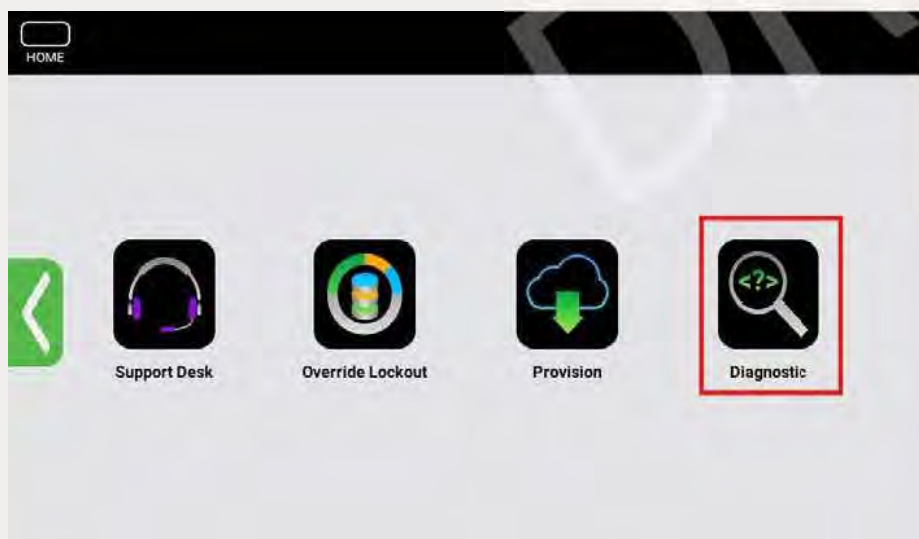 HOME
<?>
Support Desk
Override Lockout
Provision
Diagnostic